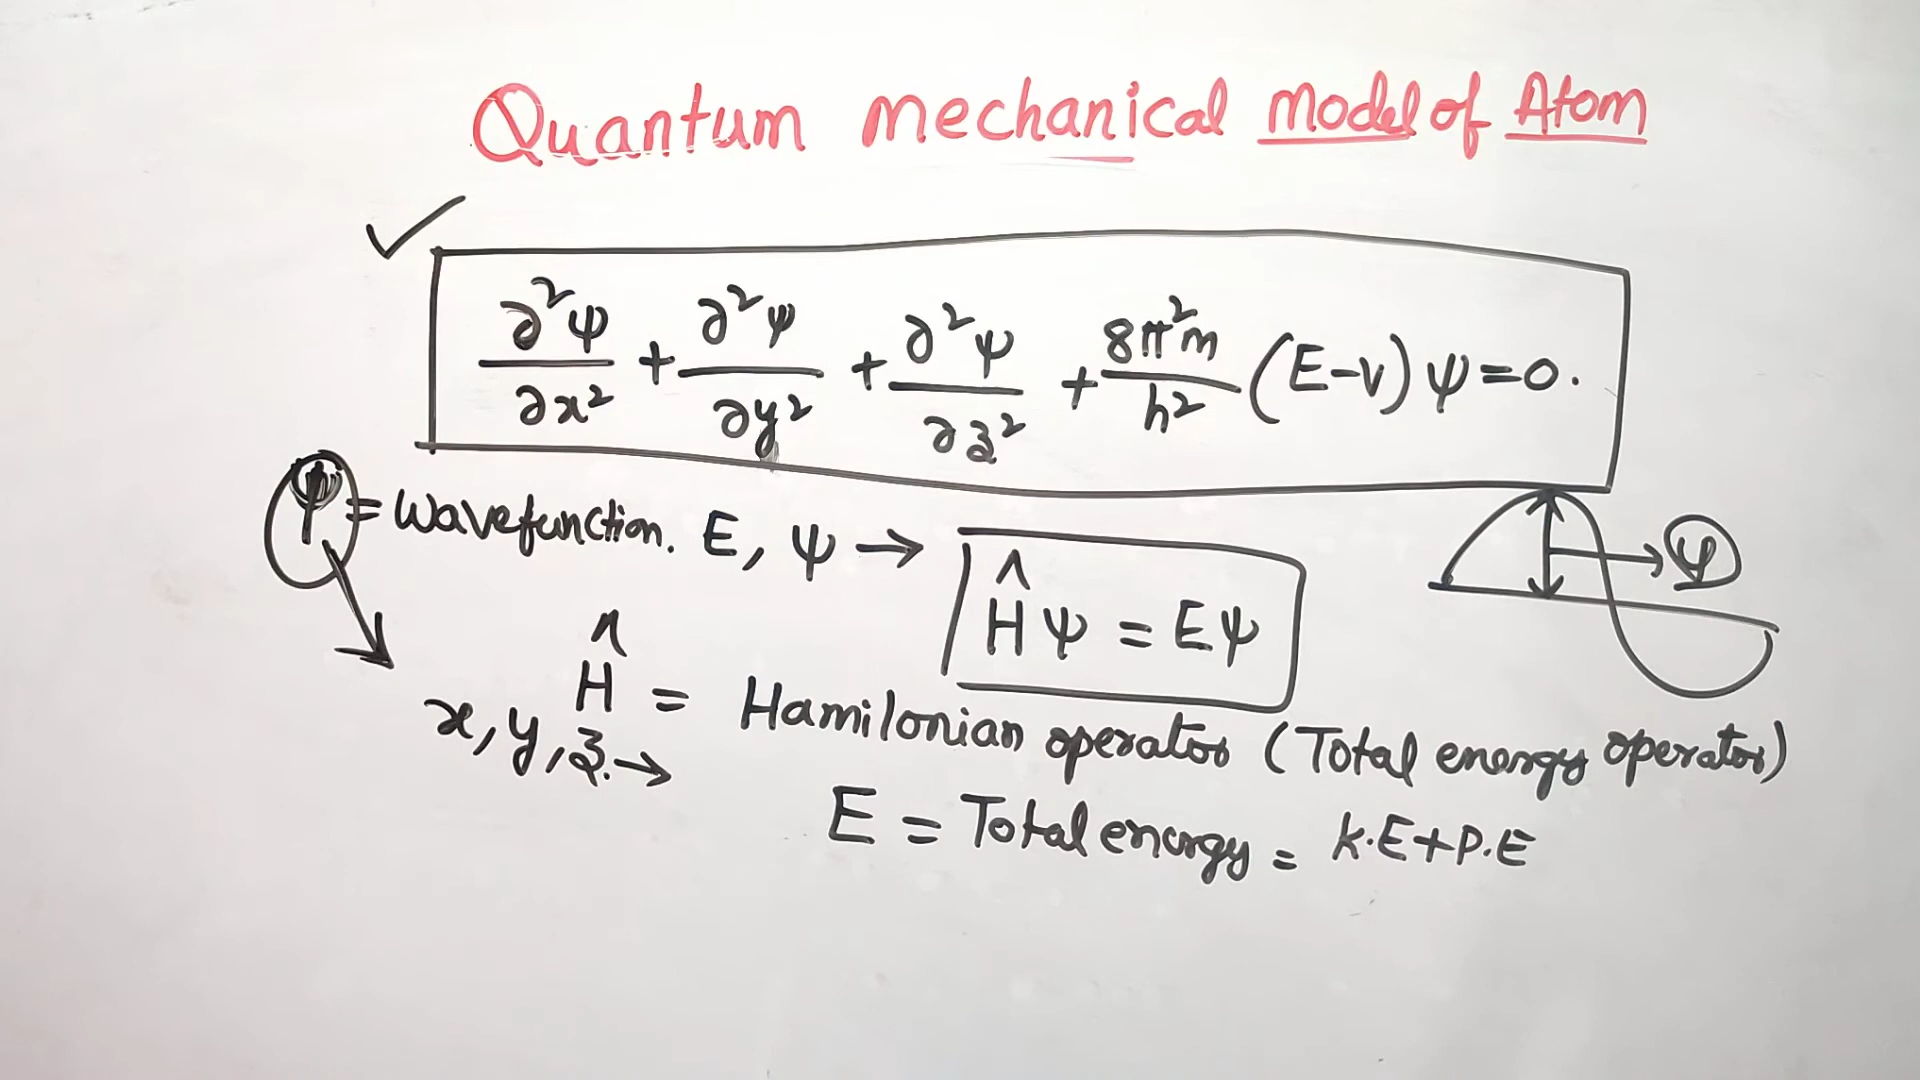 Quantum mechanical Model of Atom
∂²ψ/∂x² + ∂²ψ/∂y² + ∂²ψ/∂z² + 8π²m/h² (E-V) ψ = 0.
ψ = Wavefunction. E, ψ →
Ĥψ = Eψ
ψ
x, y, z. →
Ĥ = Hamilonian operator (Total energy operator)
E = Total energy = K.E+P.E